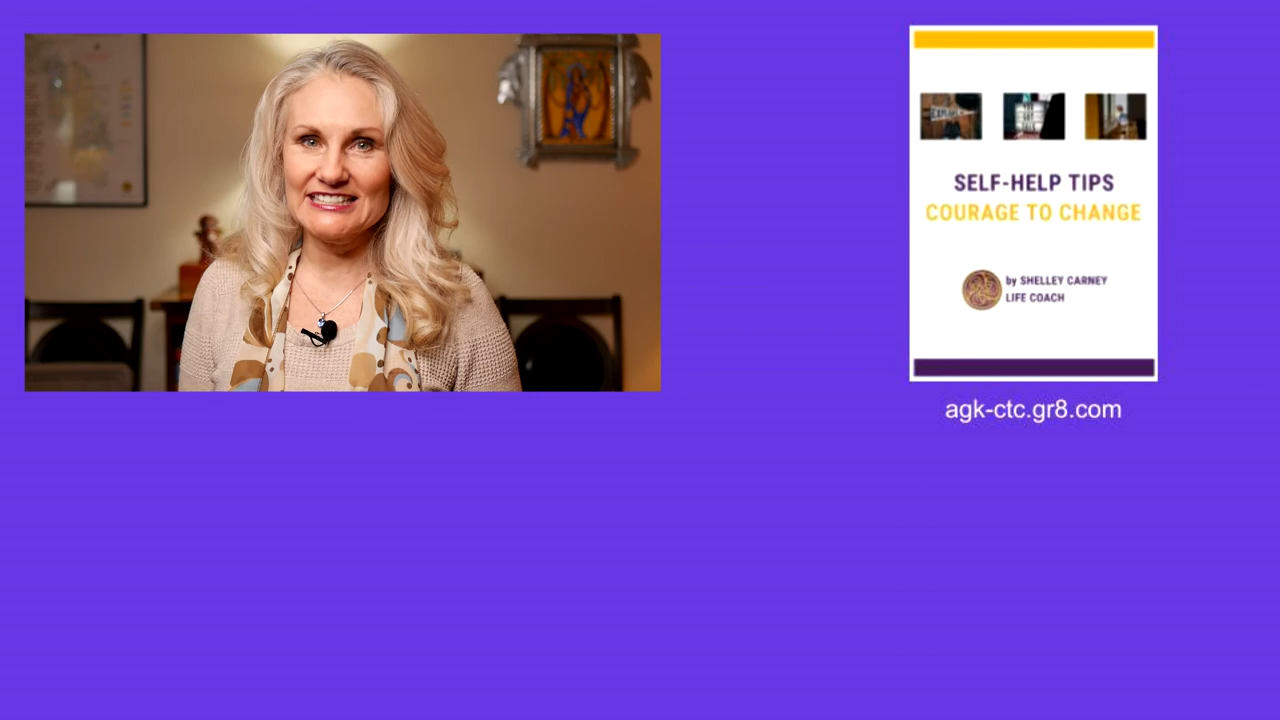 SELF-HELP TIPS
COURAGE TO CHANGE
by SHELLEY CARNEY
LIFE COACH
agk-ctc.gr8.com